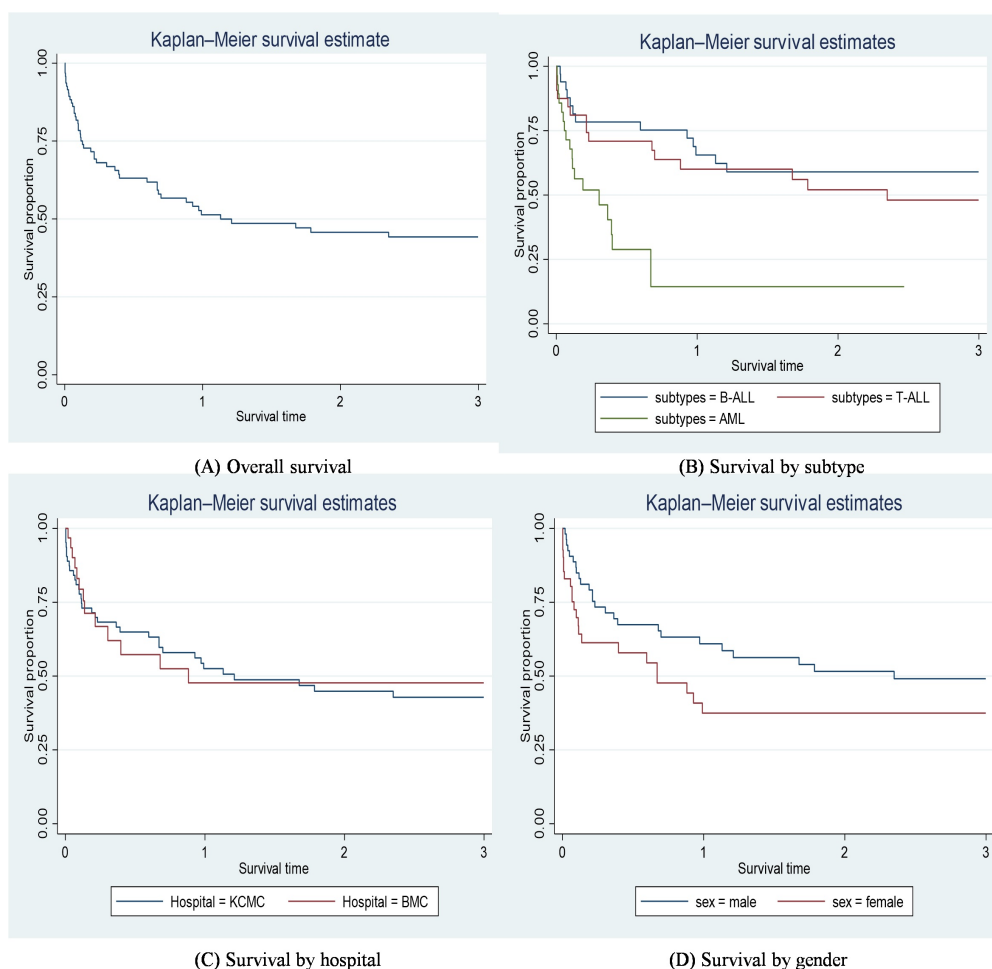 Kaplan–Meier survival estimate
Survival proportion
1.00
0.75
0.50
0.25
0.00
0 1 2 3
Survival time
(A) Overall survival
Kaplan–Meier survival estimates
Survival proportion
1.00
0.75
0.50
0.25
0.00
0 1 2 3
Survival time
subtypes = B-ALL subtypes = T-ALL
subtypes = AML
(B) Survival by subtype
Kaplan–Meier survival estimates
Survival proportion
1.00
0.75
0.50
0.25
0.00
0 1 2 3
Survival time
Hospital = KCMC Hospital = BMC
(C) Survival by hospital
Kaplan–Meier survival estimates
Survival proportion
1.00
0.75
0.50
0.25
0.00
0 1 2 3
Survival time
sex = male sex = female
(D) Survival by gender